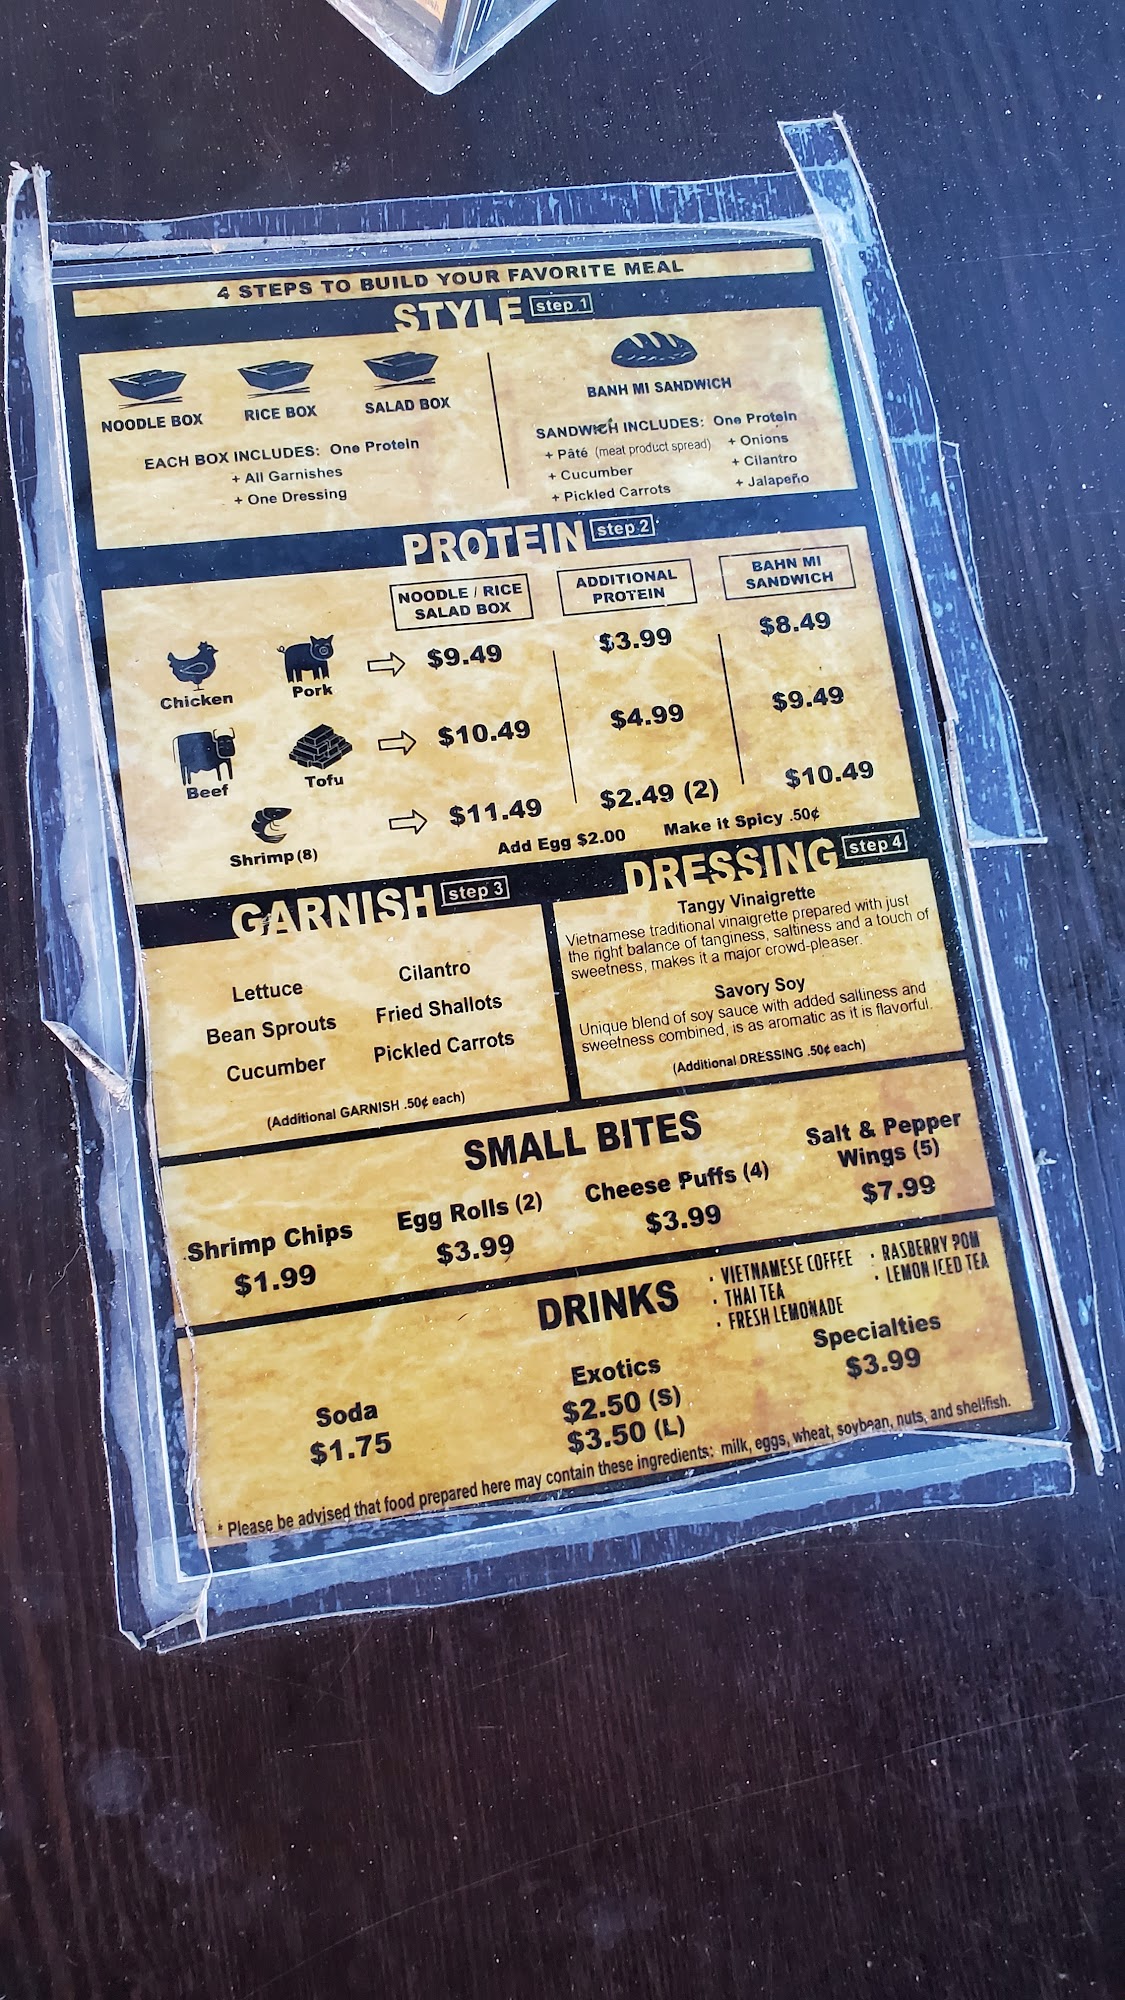 4 STEPS TO BUILD YOUR FAVORITE MEAL
STYLE step 1
NOODLE BOX
RICE BOX
SALAD BOX
EACH BOX INCLUDES: One Protein
+ All Garnishes
+ One Dressing
BANH MI SANDWICH
SANDWICH INCLUDES: One Protein
+ Pâté (meat product spread)
+ Cucumber
+ Pickled Carrots
+ Onions
+ Cilantro
+ Jalapeño
PROTEIN step 2
NOODLE / RICE
SALAD BOX
ADDITIONAL
PROTEIN
BAHN MI
SANDWICH
Chicken Pork $9.49 $3.99 $8.49
Beef Tofu $10.49 $4.99 $9.49
Shrimp (8) $11.49 $2.49 (2) $10.49
Add Egg $2.00 Make it Spicy .50¢
GARNISH step 3
Lettuce
Bean Sprouts
Cucumber
Cilantro
Fried Shallots
Pickled Carrots
(Additional GARNISH .50¢ each)
DRESSING step 4
Tangy Vinaigrette
Vietnamese traditional vinaigrette prepared with just
the right balance of tanginess, saltiness and a touch of
sweetness, makes it a major crowd-pleaser.
Savory Soy
Unique blend of soy sauce with added saltiness and
sweetness combined, is as aromatic as it is flavorful.
(Additional DRESSING .50¢ each)
SMALL BITES
Shrimp Chips
$1.99
Egg Rolls (2)
$3.99
Cheese Puffs (4)
$3.99
Salt & Pepper
Wings (5)
$7.99
DRINKS
• VIETNAMESE COFFEE
• THAI TEA
• FRESH LEMONADE
• RASBERRY POM
• LEMON ICED TEA
Soda
$1.75
Exotics
$2.50 (S)
$3.50 (L)
Specialties
$3.99
* Please be advised that food prepared here may contain these ingredients: milk, eggs, wheat, soybean, nuts, and shellfish.